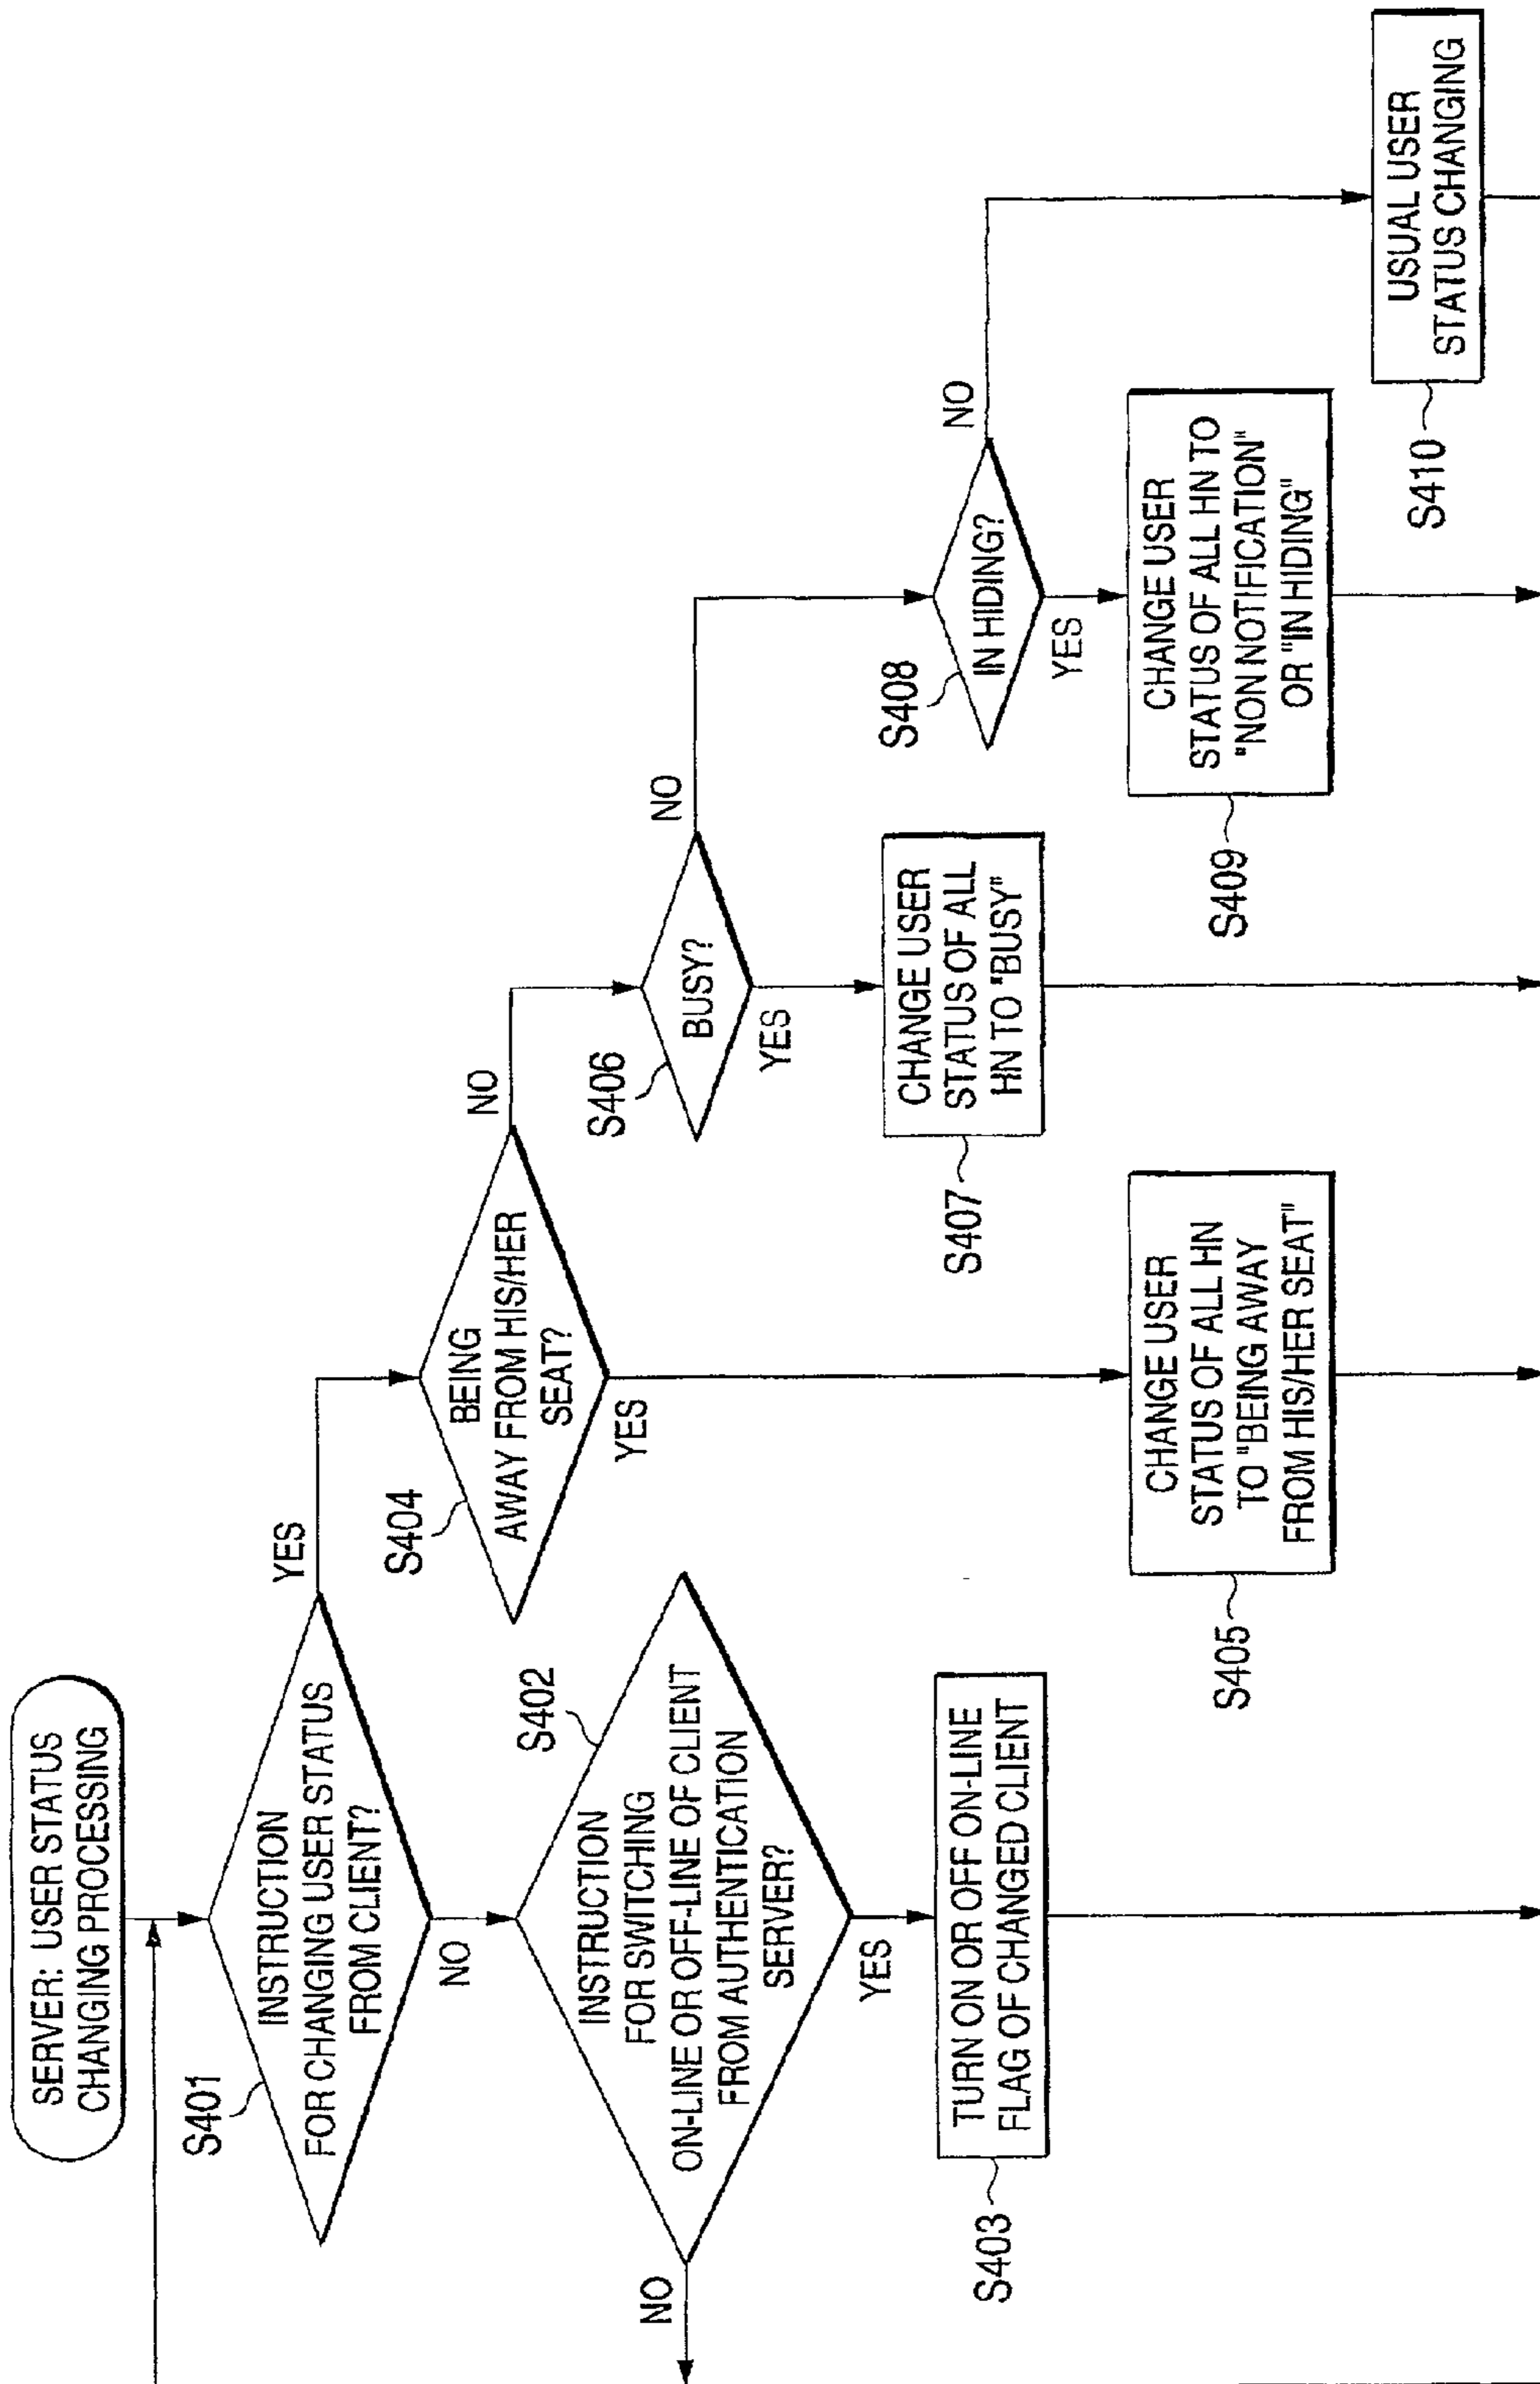 SERVER: USER STATUS
CHANGING PROCESSING
S401
INSTRUCTION
FOR CHANGING USER STATUS
FROM CLIENT?
YES
NO
S402
INSTRUCTION
FOR SWITCHING
ON-LINE OR OFF-LINE OF CLIENT
FROM AUTHENTICATION
SERVER?
NO
YES
S403
TURN ON OR OFF ON-LINE
FLAG OF CHANGED CLIENT
S404
BEING
AWAY FROM HIS/HER
SEAT?
NO
YES
S405
CHANGE USER
STATUS OF ALL HN
TO "BEING AWAY
FROM HIS/HER SEAT"
S406
BUSY?
NO
YES
S407
CHANGE USER
STATUS OF ALL
HN TO "BUSY"
S408
IN HIDING?
NO
YES
S409
CHANGE USER
STATUS OF ALL HN TO
"NON NOTIFICATION"
OR "IN HIDING"
S410
USUAL USER
STATUS CHANGING